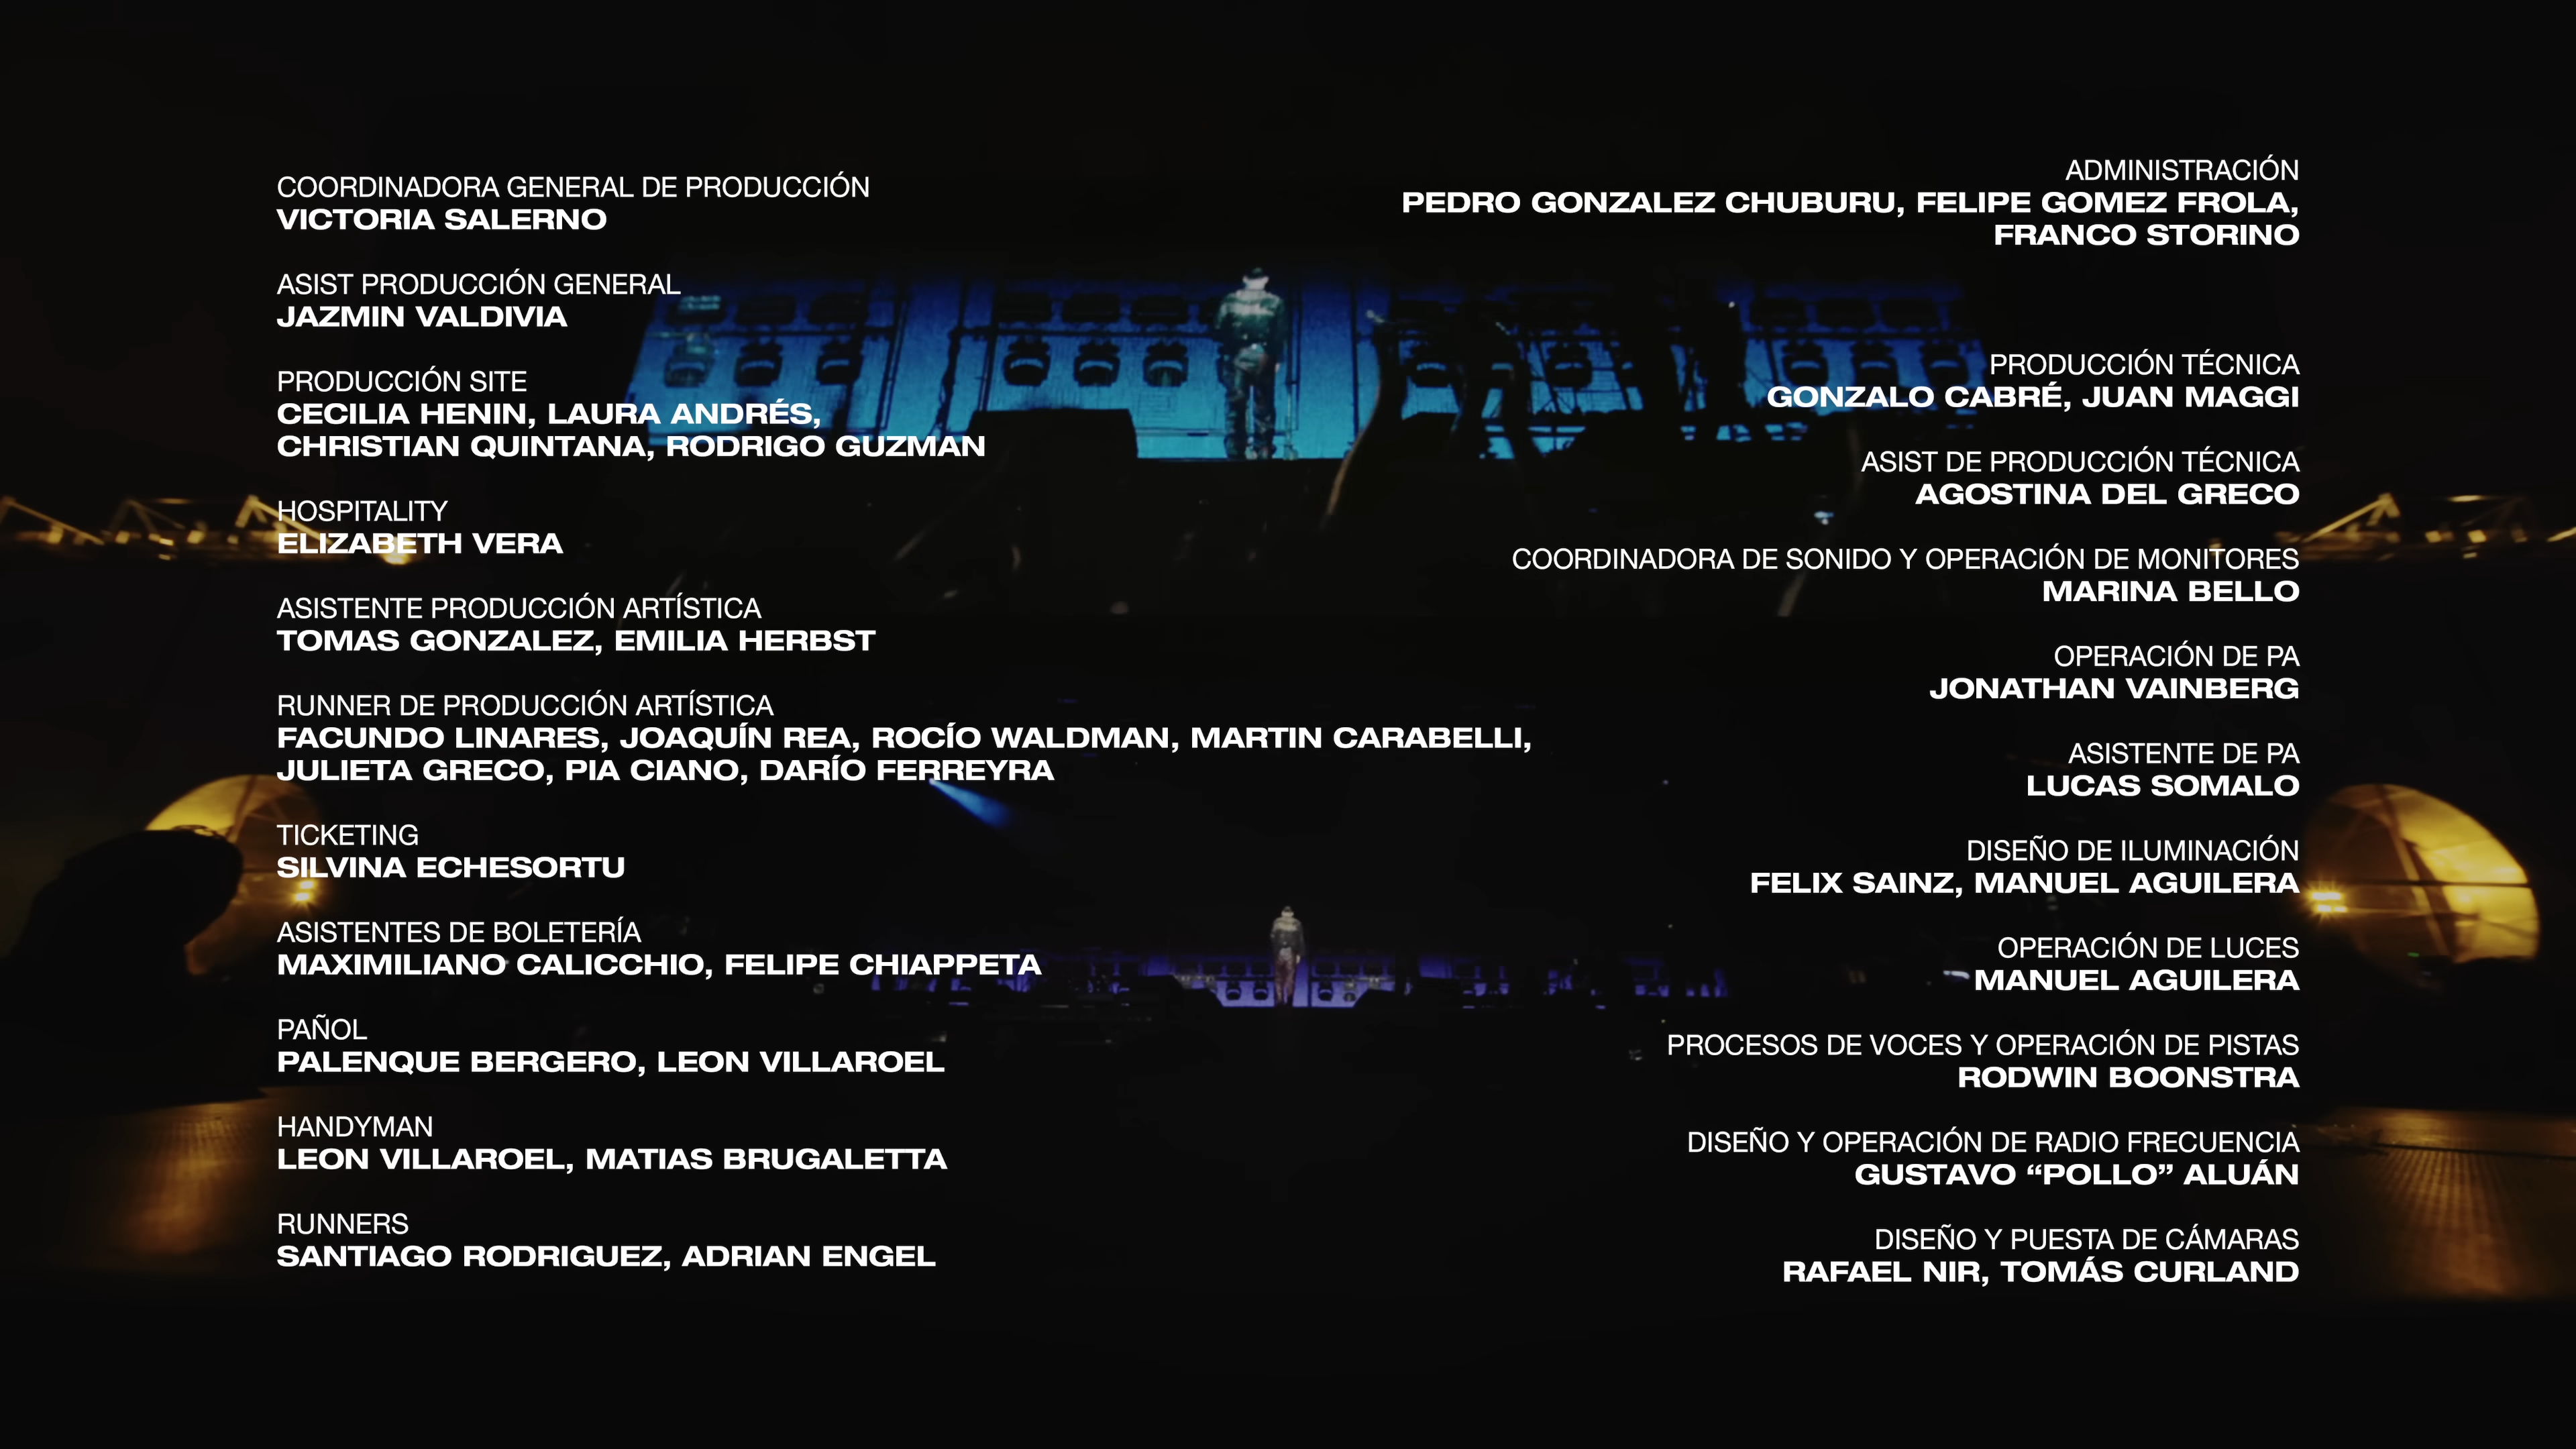 COORDINADORA GENERAL DE PRODUCCIÓN
VICTORIA SALERNO
ASIST PRODUCCIÓN GENERAL
JAZMIN VALDIVIA
PRODUCCIÓN SITE
CECILIA HENIN, LAURA ANDRÉS,
CHRISTIAN QUINTANA, RODRIGO GUZMAN
HOSPITALITY
ELIZABETH VERA
ASISTENTE PRODUCCIÓN ARTÍSTICA
TOMAS GONZALEZ, EMILIA HERBST
RUNNER DE PRODUCCIÓN ARTÍSTICA
FACUNDO LINARES, JOAQUÍN REA, ROCÍO WALDMAN, MARTIN CARABELLI,
JULIETA GRECO, PIA CIANO, DARÍO FERREYRA
TICKETING
SILVINA ECHESORTU
ASISTENTES DE BOLETERÍA
MAXIMILIANO CALICCHIO, FELIPE CHIAPPETA
PAÑOL
PALENQUE BERGERO, LEON VILLAROEL
HANDYMAN
LEON VILLAROEL, MATIAS BRUGALETTA
RUNNERS
SANTIAGO RODRIGUEZ, ADRIAN ENGEL
ADMINISTRACIÓN
PEDRO GONZALEZ CHUBURU, FELIPE GOMEZ FROLA,
FRANCO STORINO
PRODUCCIÓN TÉCNICA
GONZALO CABRÉ, JUAN MAGGI
ASIST DE PRODUCCIÓN TÉCNICA
AGOSTINA DEL GRECO
COORDINADORA DE SONIDO Y OPERACIÓN DE MONITORES
MARINA BELLO
OPERACIÓN DE PA
JONATHAN VAINBERG
ASISTENTE DE PA
LUCAS SOMALO
DISEÑO DE ILUMINACIÓN
FELIX SAINZ, MANUEL AGUILERA
OPERACIÓN DE LUCES
MANUEL AGUILERA
PROCESOS DE VOCES Y OPERACIÓN DE PISTAS
RODWIN BOONSTRA
DISEÑO Y OPERACIÓN DE RADIO FRECUENCIA
GUSTAVO “POLLO” ALUÁN
DISEÑO Y PUESTA DE CÁMARAS
RAFAEL NIR, TOMÁS CURLAND